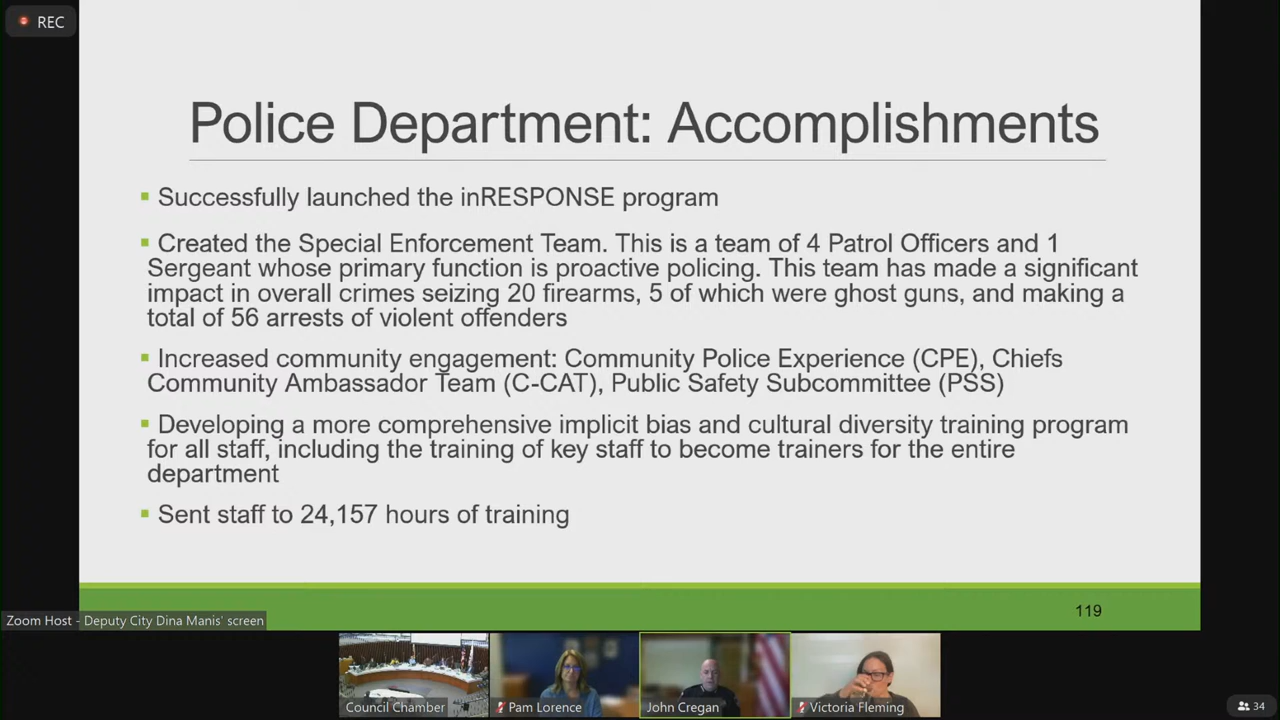 REC
Police Department: Accomplishments
▪ Successfully launched the inRESPONSE program
▪ Created the Special Enforcement Team. This is a team of 4 Patrol Officers and 1
Sergeant whose primary function is proactive policing. This team has made a significant
impact in overall crimes seizing 20 firearms, 5 of which were ghost guns, and making a
total of 56 arrests of violent offenders
▪ Increased community engagement: Community Police Experience (CPE), Chiefs
Community Ambassador Team (C-CAT), Public Safety Subcommittee (PSS)
▪ Developing a more comprehensive implicit bias and cultural diversity training program
for all staff, including the training of key staff to become trainers for the entire
department
▪ Sent staff to 24,157 hours of training
119
Zoom Host - Deputy City Dina Manis' screen
Council Chamber
Pam Lorence
John Cregan
Victoria Fleming
34